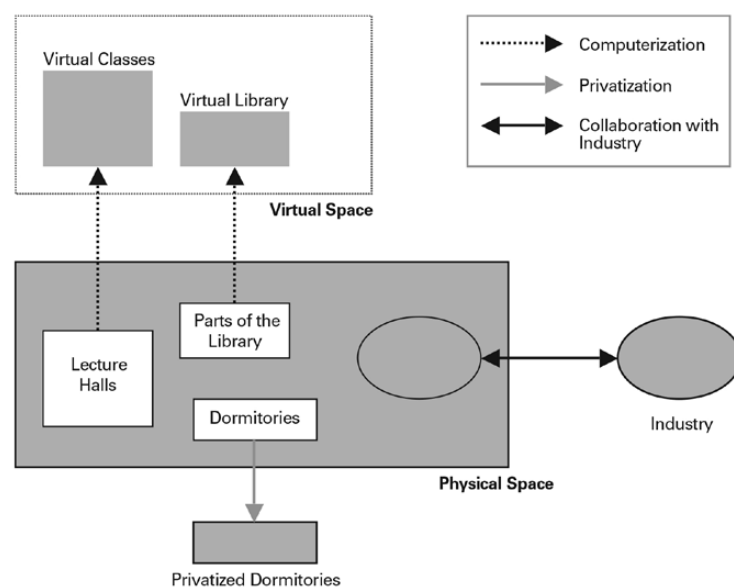 Virtual Classes
Virtual Library
Virtual Space
Computerization
Privatization
Collaboration with
Industry
Parts of the
Library
Lecture
Halls
Dormitories
Industry
Physical Space
Privatized Dormitories